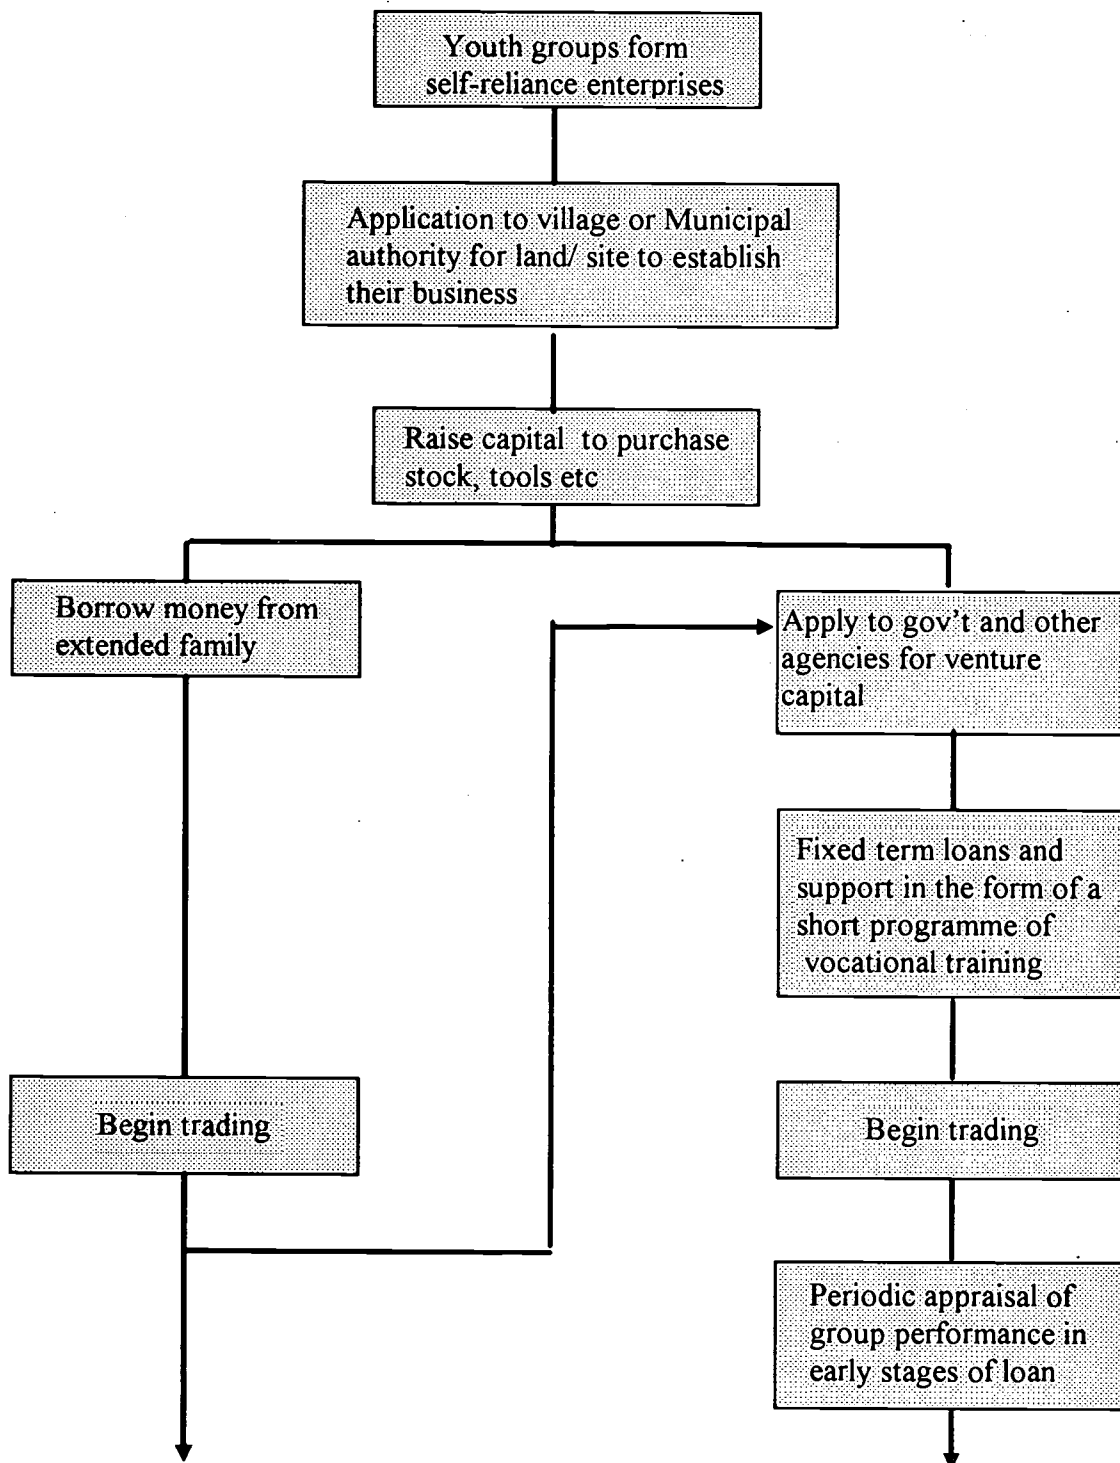 Youth groups form
self-reliance enterprises
Application to village or Municipal
authority for land/ site to establish
their business
Raise capital to purchase
stock, tools etc
Borrow money from
extended family
Apply to gov't and other
agencies for venture
capital
Fixed term loans and
support in the form of a
short programme of
vocational training
Begin trading
Begin trading
Periodic appraisal of
group performance in
early stages of loan